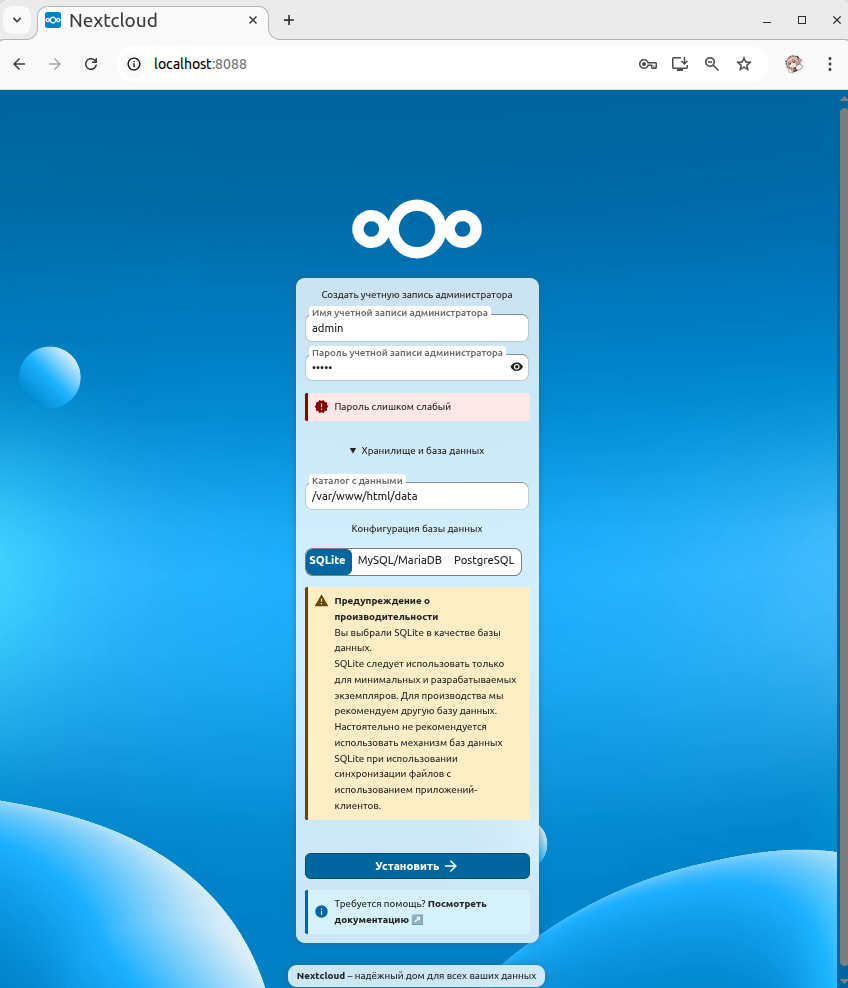 Nextcloud
localhost:8088
Создать учетную запись администратора
Имя учетной записи администратора
admin
Пароль учетной записи администратора
•••••
Пароль слишком слабый
▼ Хранилище и база данных
Каталог с данными
/var/www/html/data
Конфигурация базы данных
SQLite MySQL/MariaDB PostgreSQL
Предупреждение о
производительности
Вы выбрали SQLite в качестве базы
данных.
SQLite следует использовать только
для минимальных и разрабатываемых
экземпляров. Для производства мы
рекомендуем другую базу данных.
Настоятельно не рекомендуется
использовать механизм баз данных
SQLite при использовании
синхронизации файлов с
использованием приложений-
клиентов.
Установить →
Требуется помощь? Посмотреть
документацию ↗
Nextcloud – надёжный дом для всех ваших данных